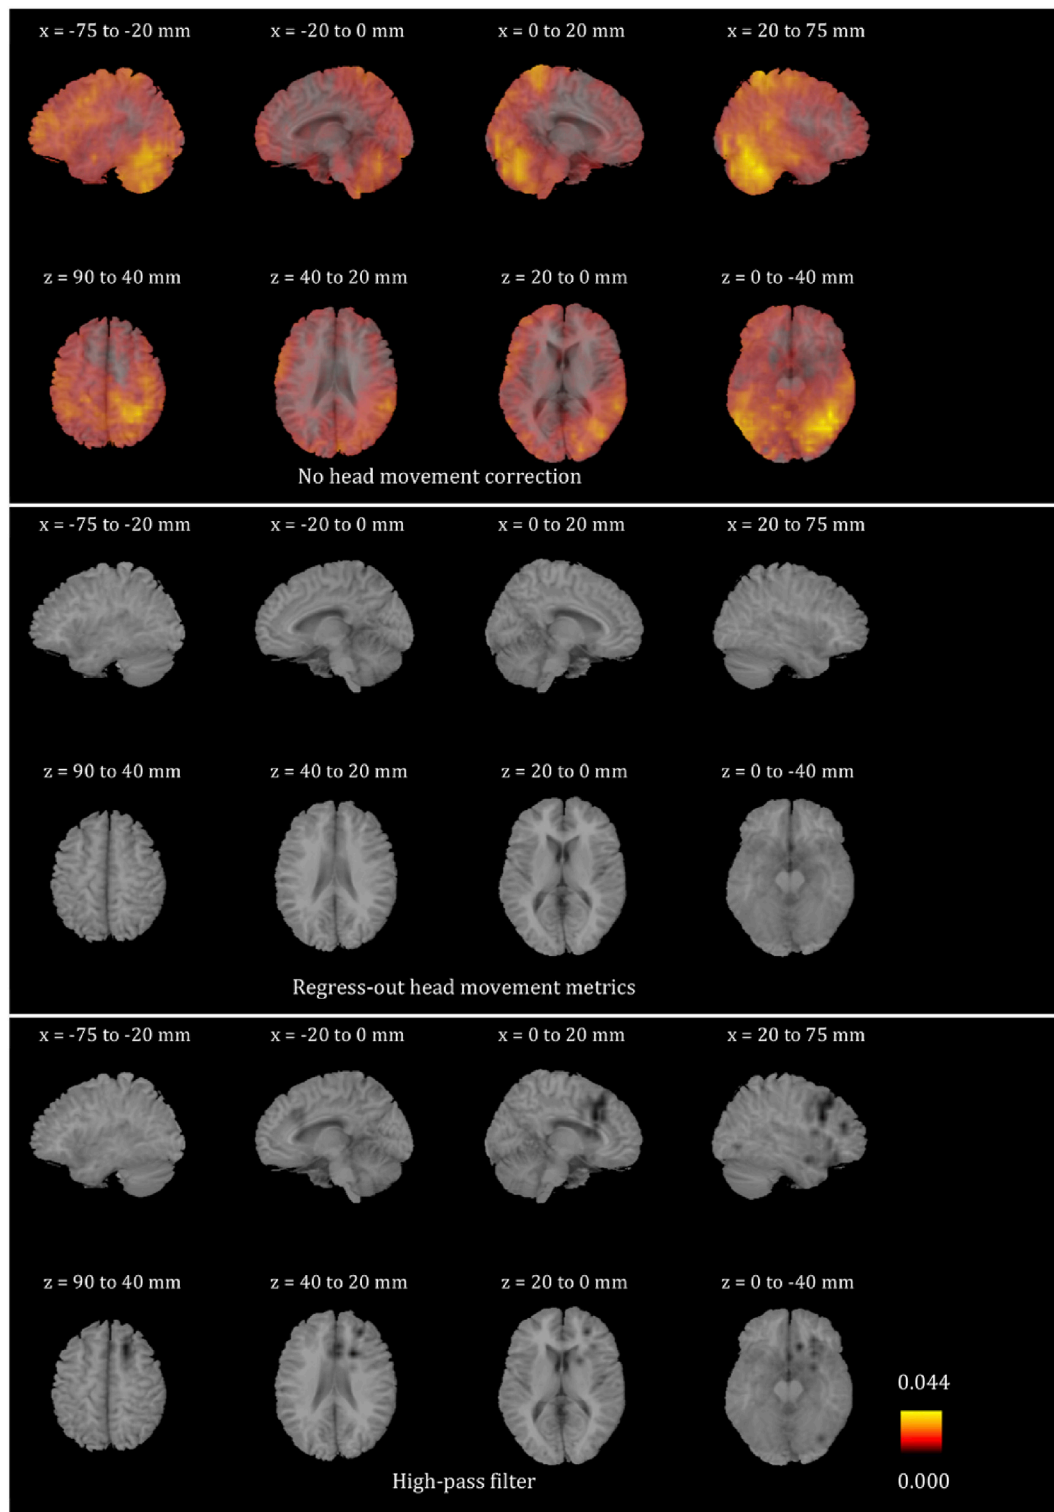 x = -75 to -20 mm x = -20 to 0 mm x = 0 to 20 mm x = 20 to 75 mm
z = 90 to 40 mm z = 40 to 20 mm z = 20 to 0 mm z = 0 to -40 mm
No head movement correction
x = -75 to -20 mm x = -20 to 0 mm x = 0 to 20 mm x = 20 to 75 mm
z = 90 to 40 mm z = 40 to 20 mm z = 20 to 0 mm z = 0 to -40 mm
Regress-out head movement metrics
x = -75 to -20 mm x = -20 to 0 mm x = 0 to 20 mm x = 20 to 75 mm
z = 90 to 40 mm z = 40 to 20 mm z = 20 to 0 mm z = 0 to -40 mm
0.044
0.000
High-pass filter